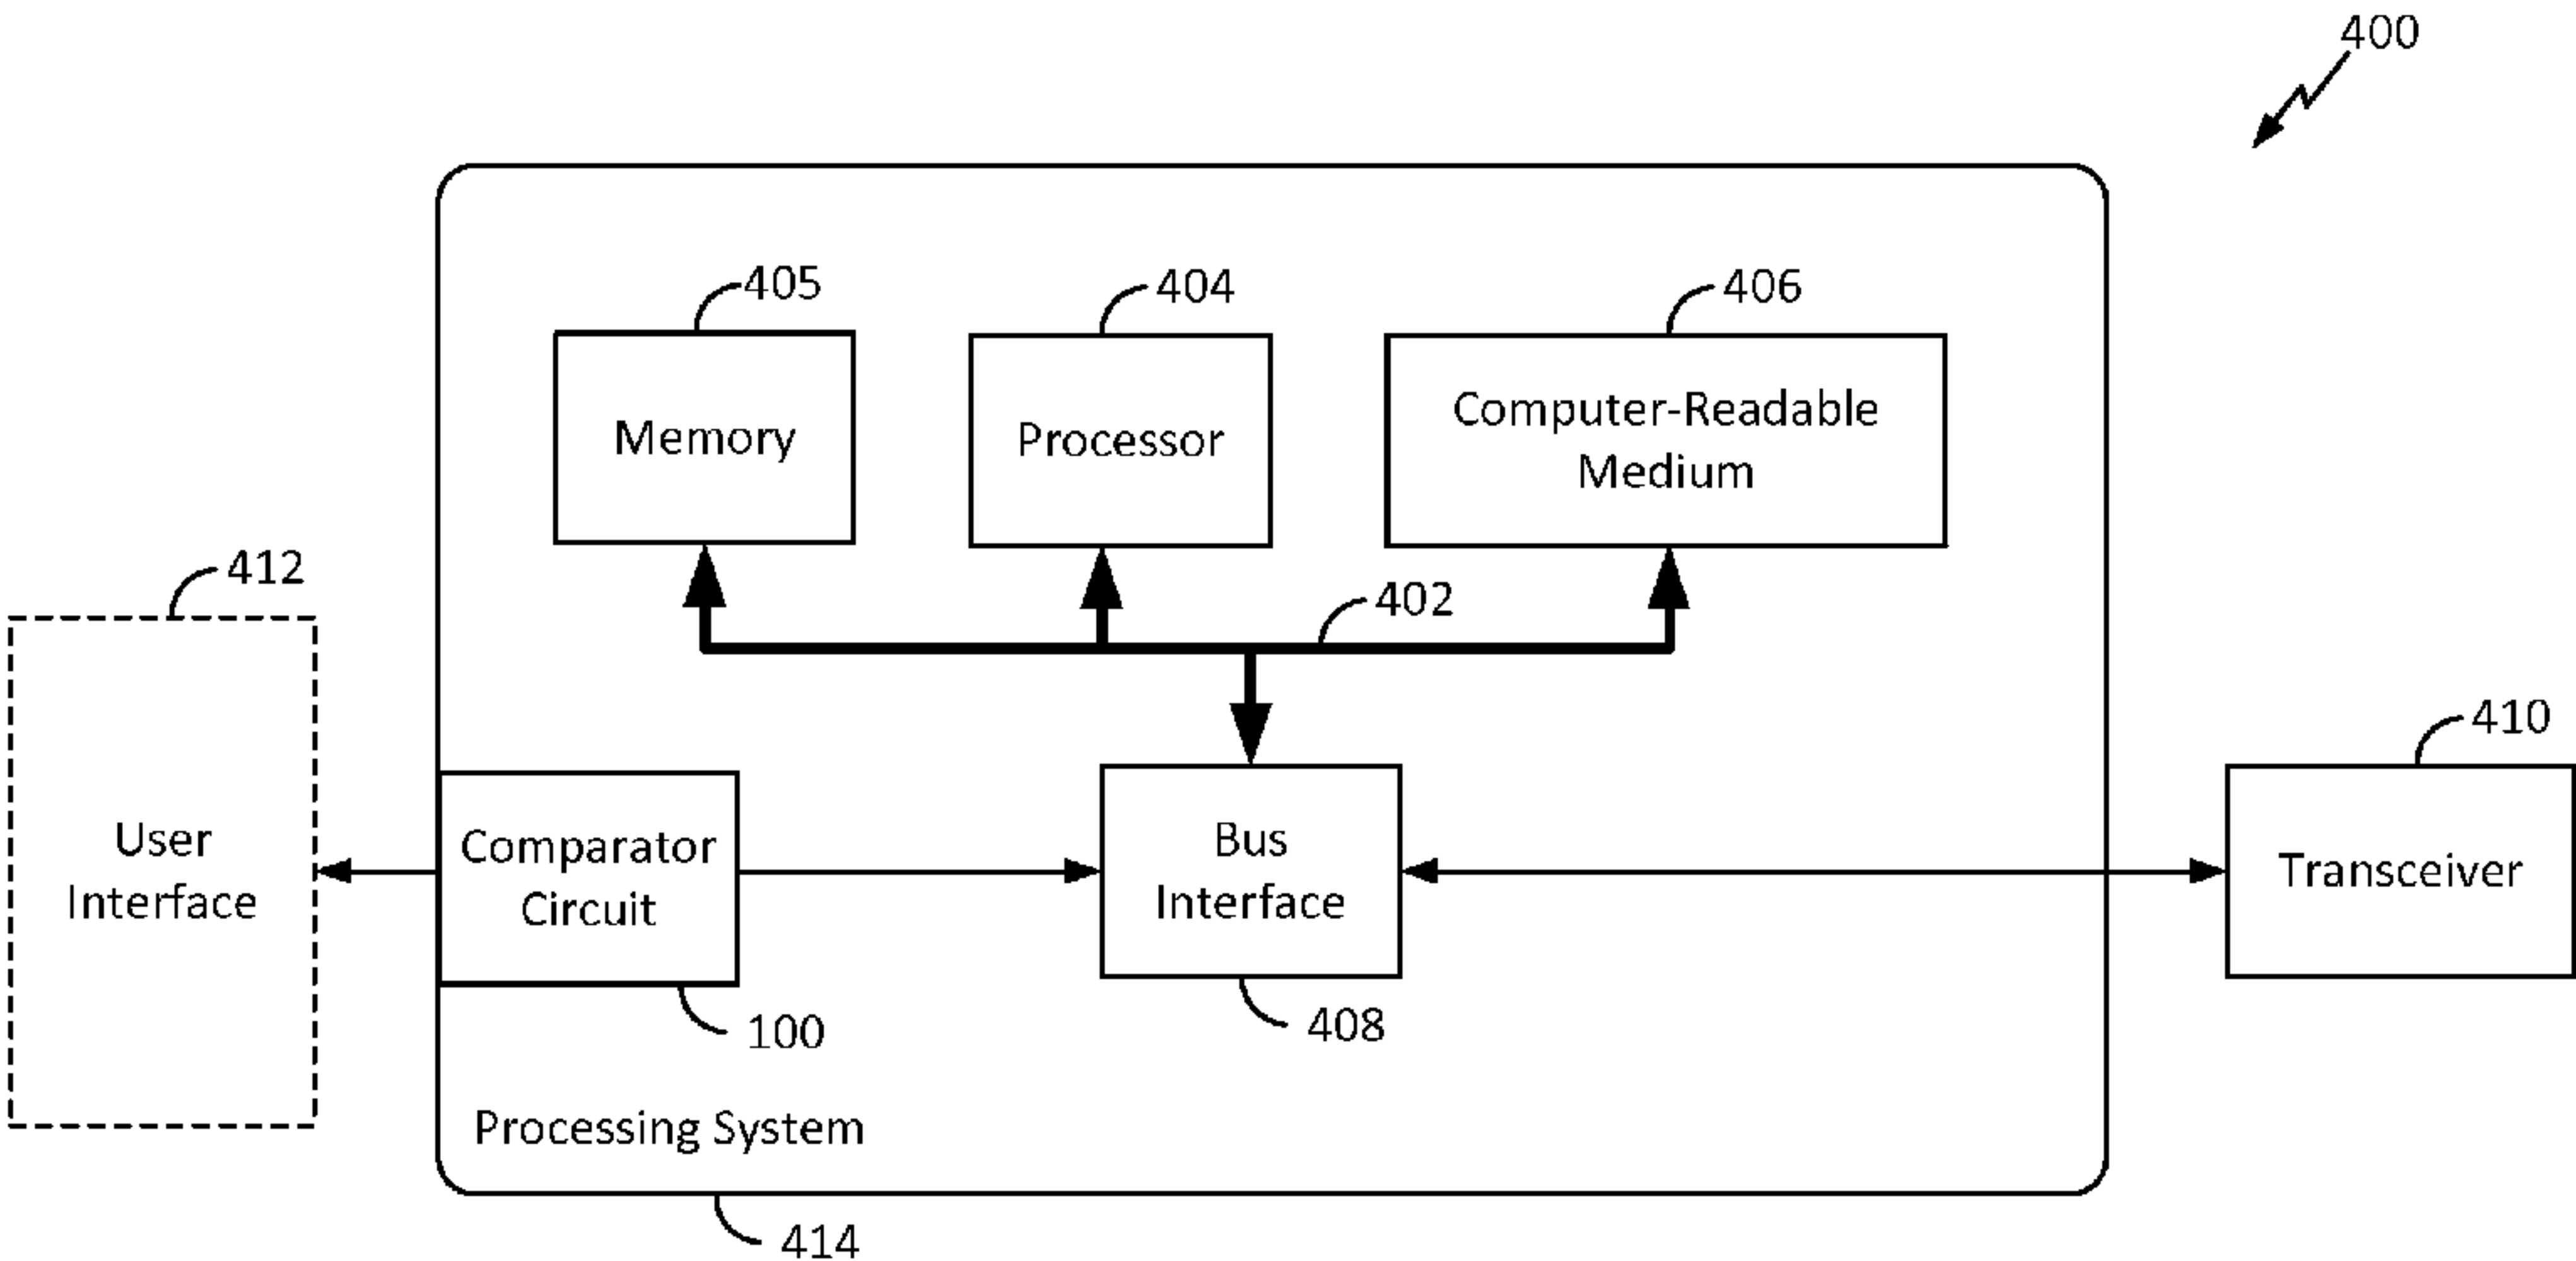 400
405
404
406
Memory
Processor
Computer-Readable
Medium
412
402
410
User
Interface
Comparator
Circuit
Bus
Interface
Transceiver
100
408
Processing System
414